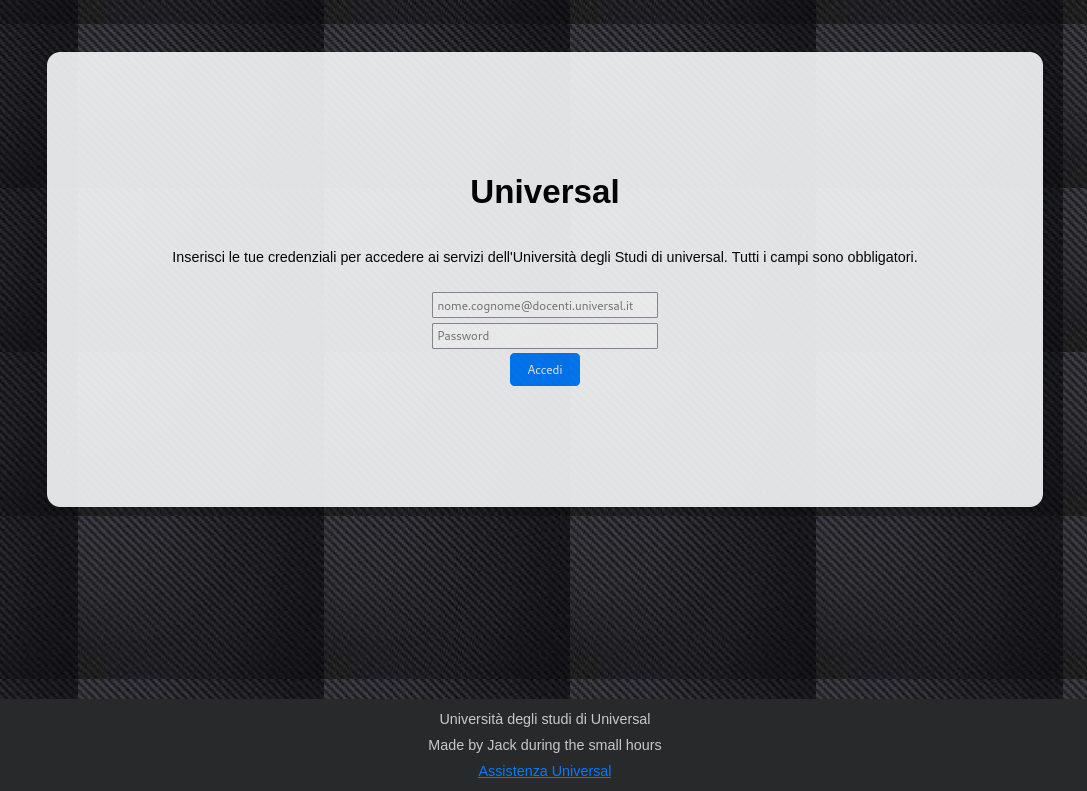 Universal
Inserisci le tue credenziali per accedere ai servizi dell'Università degli Studi di universal. Tutti i campi sono obbligatori.
nome.cognome@docenti.universal.it
Password
Accedi
Università degli studi di Universal
Made by Jack during the small hours
Assistenza Universal